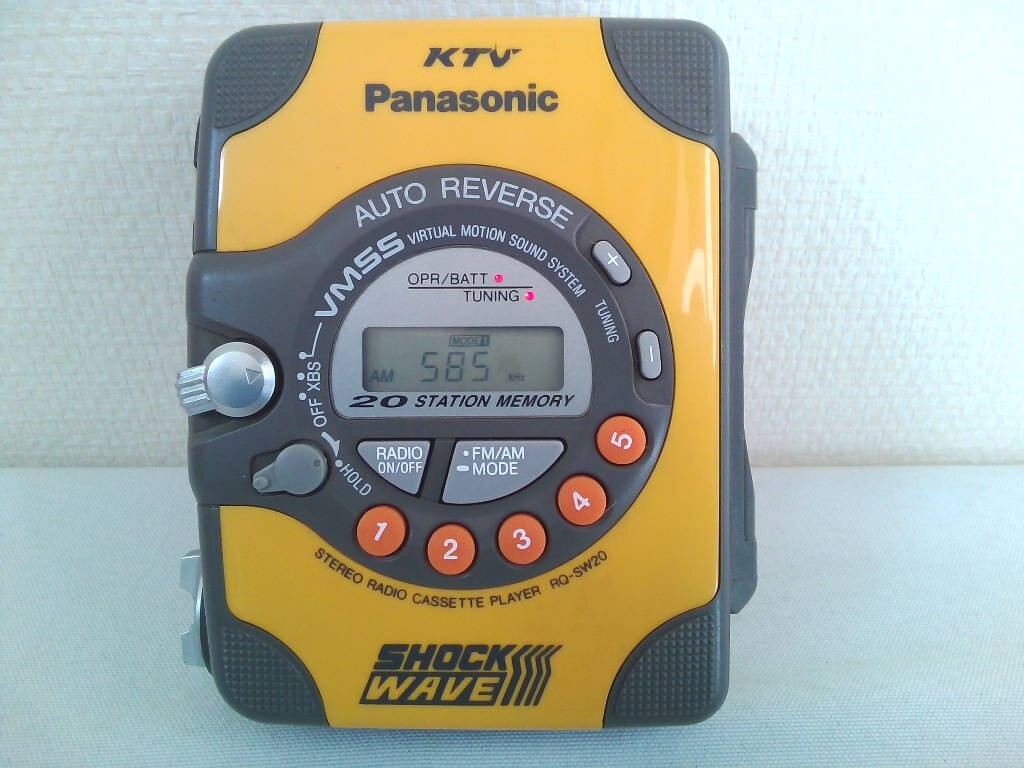 KTV
Panasonic
AUTO REVERSE
VMSS VIRTUAL MOTION SOUND SYSTEM
OPR/BATT
TUNING
+
TUNING
−
MODE 1
AM 585 kHz
20 STATION MEMORY
XBS
OFF
HOLD
RADIO
ON/OFF
FM/AM
MODE
1
2
3
4
5
STEREO RADIO CASSETTE PLAYER RQ-SW20
SHOCK
WAVE